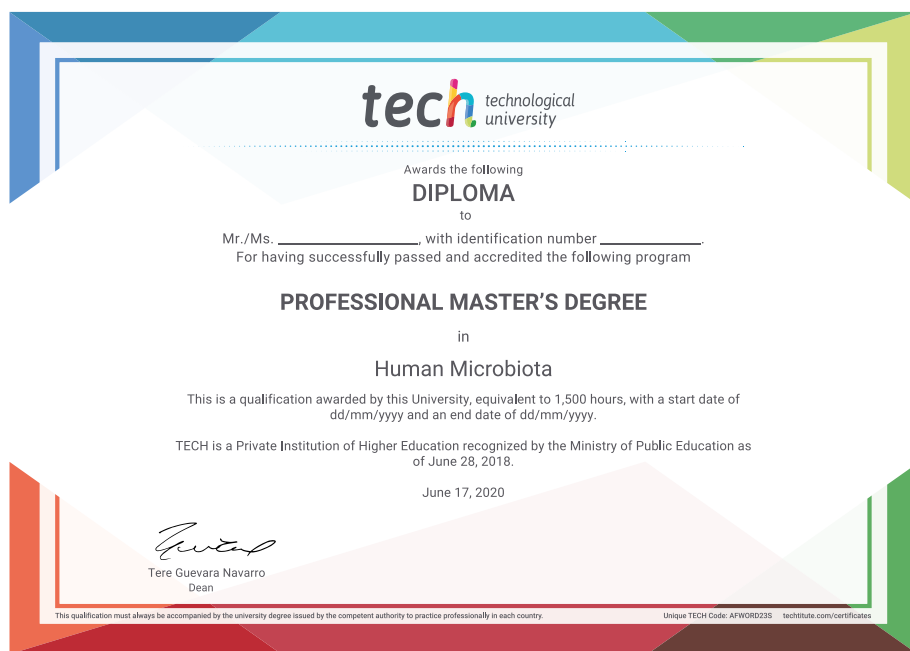 tech technological
university
Awards the following
DIPLOMA
to
Mr./Ms. ____________________, with identification number ______________.
For having successfully passed and accredited the following program
PROFESSIONAL MASTER'S DEGREE
in
Human Microbiota
This is a qualification awarded by this University, equivalent to 1,500 hours, with a start date of
dd/mm/yyyy and an end date of dd/mm/yyyy.
TECH is a Private Institution of Higher Education recognized by the Ministry of Public Education as
of June 28, 2018.
June 17, 2020
Tere Guevara Navarro
Dean
This qualification must always be accompanied by the university degree issued by the competent authority to practice professionally in each country.
Unique TECH Code: AFWORD23S techtitute.com/certificates